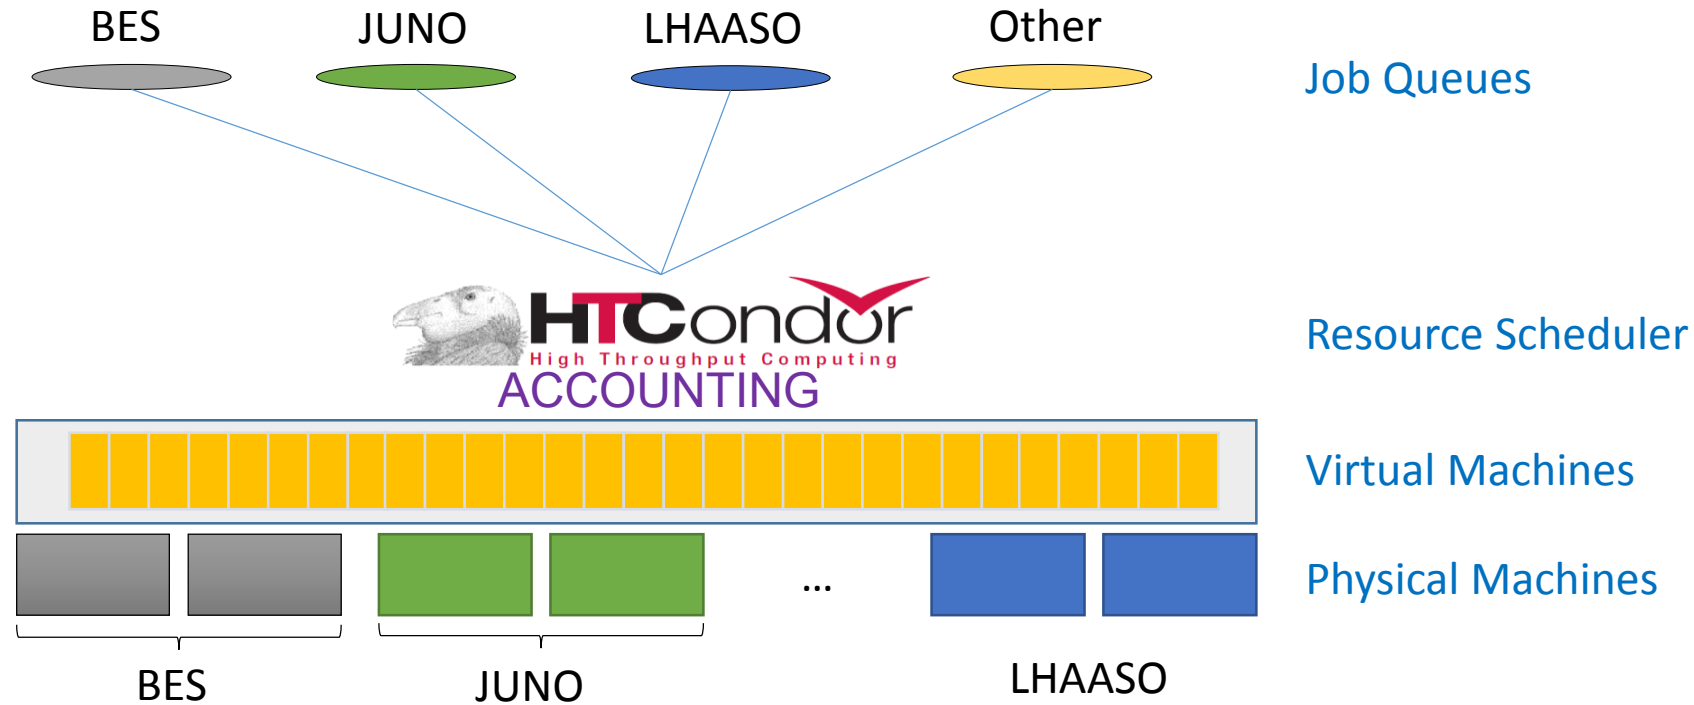 BES JUNO LHAASO Other
Job Queues
HTCondor
High Throughput Computing
Resource Scheduler
ACCOUNTING
Virtual Machines
...
Physical Machines
BES JUNO LHAASO